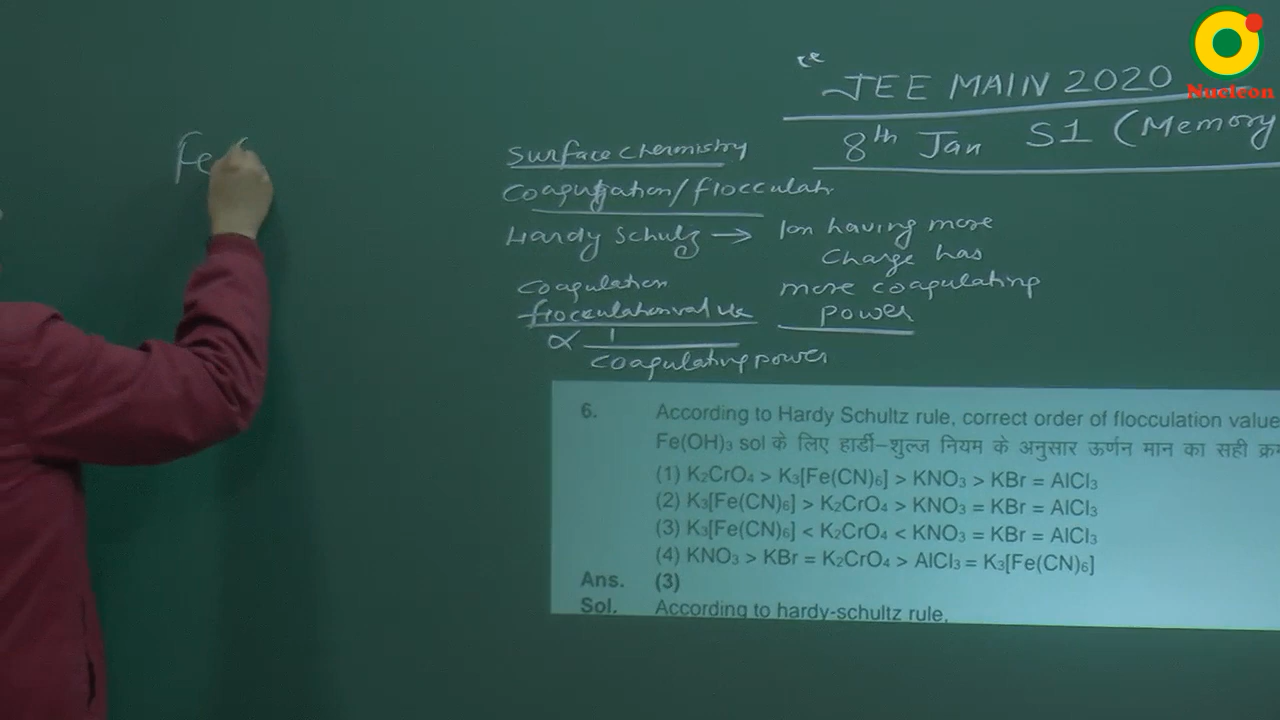 Nucleon
JEE MAIN 2020
8th Jan S1 (Memory
Fe
Surface Chemistry
Coagulation/flocculati
Hardy Schulz → Ion having more
Charge has
more coagulating
power
Coagulation
flocculation value
∝ 1
coagulating power
6. According to Hardy Schultz rule, correct order of flocculation value
Fe(OH)₃ sol के लिए हार्डी–शुल्ज नियम के अनुसार ऊर्णन मान का सही क्रम
(1) K₂CrO₄ > K₃[Fe(CN)₆] > KNO₃ > KBr = AlCl₃
(2) K₃[Fe(CN)₆] > K₂CrO₄ > KNO₃ = KBr = AlCl₃
(3) K₃[Fe(CN)₆] < K₂CrO₄ < KNO₃ = KBr = AlCl₃
(4) KNO₃ > KBr = K₂CrO₄ > AlCl₃ = K₃[Fe(CN)₆]
Ans. (3)
Sol. According to hardy-schultz rule,